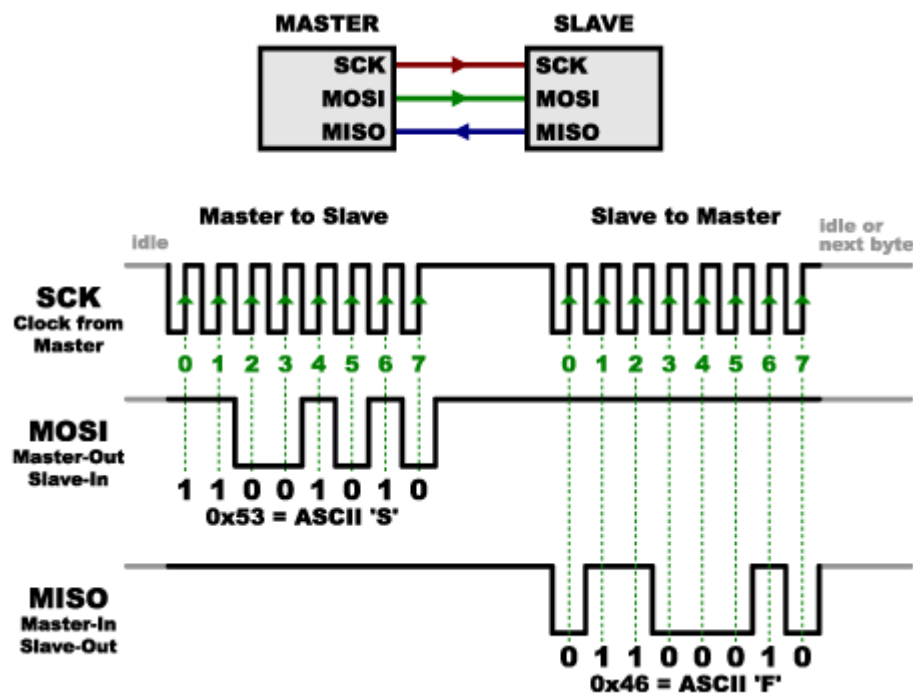 MASTER SLAVE
SCK SCK
MOSI MOSI
MISO MISO
Master to Slave Slave to Master
idle idle or
next byte
SCK
Clock from
Master
0 1 2 3 4 5 6 7 0 1 2 3 4 5 6 7
MOSI
Master-Out
Slave-In
1 1 0 0 1 0 1 0
0x53 = ASCII 'S'
MISO
Master-In
Slave-Out
0 1 1 0 0 0 1 0
0x46 = ASCII 'F'